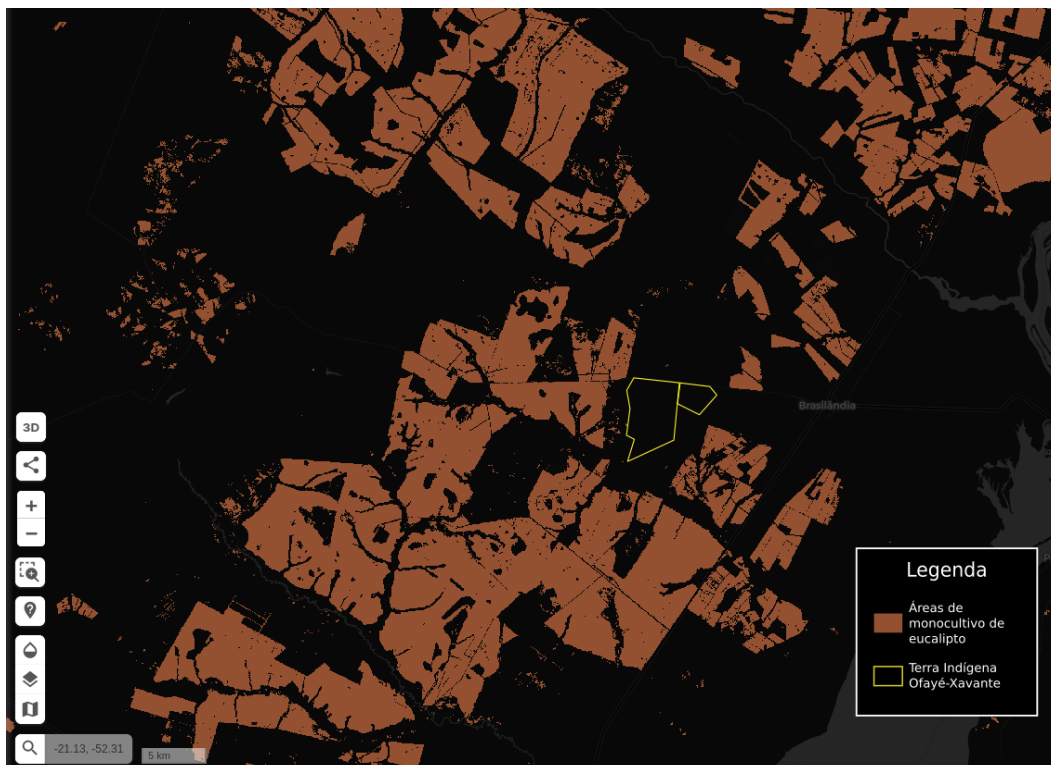 Brasilândia
3D
+
−
-21.13, -52.31
5 km
Legenda
Áreas de
monocultivo de
eucalipto
Terra Indígena
Ofayé-Xavante